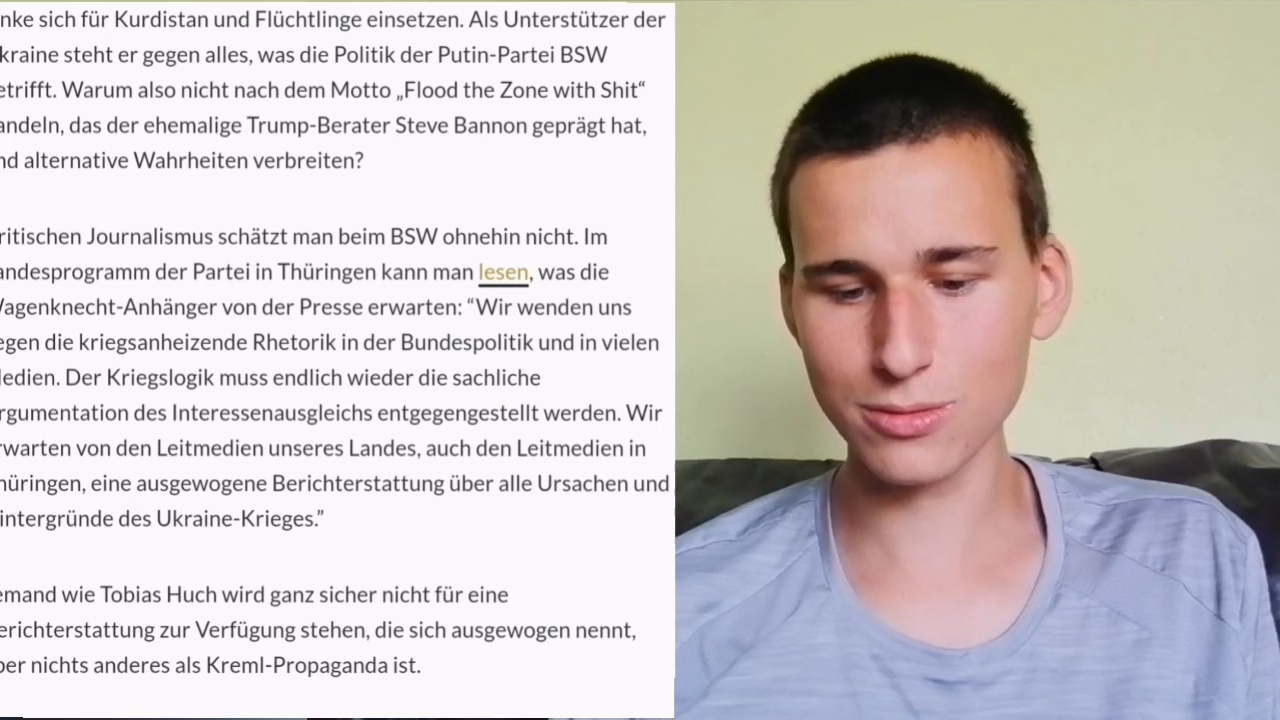 nke sich für Kurdistan und Flüchtlinge einsetzen. Als Unterstützer der
kraine steht er gegen alles, was die Politik der Putin-Partei BSW
etrifft. Warum also nicht nach dem Motto „Flood the Zone with Shit“
andeln, das der ehemalige Trump-Berater Steve Bannon geprägt hat,
nd alternative Wahrheiten verbreiten?
ritischen Journalismus schätzt man beim BSW ohnehin nicht. Im
andesprogramm der Partei in Thüringen kann man lesen, was die
Wagenknecht-Anhänger von der Presse erwarten: “Wir wenden uns
egen die kriegsanheizende Rhetorik in der Bundespolitik und in vielen
Medien. Der Kriegslogik muss endlich wieder die sachliche
rgumentation des Interessenausgleichs entgegengestellt werden. Wir
rwarten von den Leitmedien unseres Landes, auch den Leitmedien in
hüringen, eine ausgewogene Berichterstattung über alle Ursachen und
intergründe des Ukraine-Krieges.”
emand wie Tobias Huch wird ganz sicher nicht für eine
erichterstattung zur Verfügung stehen, die sich ausgewogen nennt,
ber nichts anderes als Kreml-Propaganda ist.